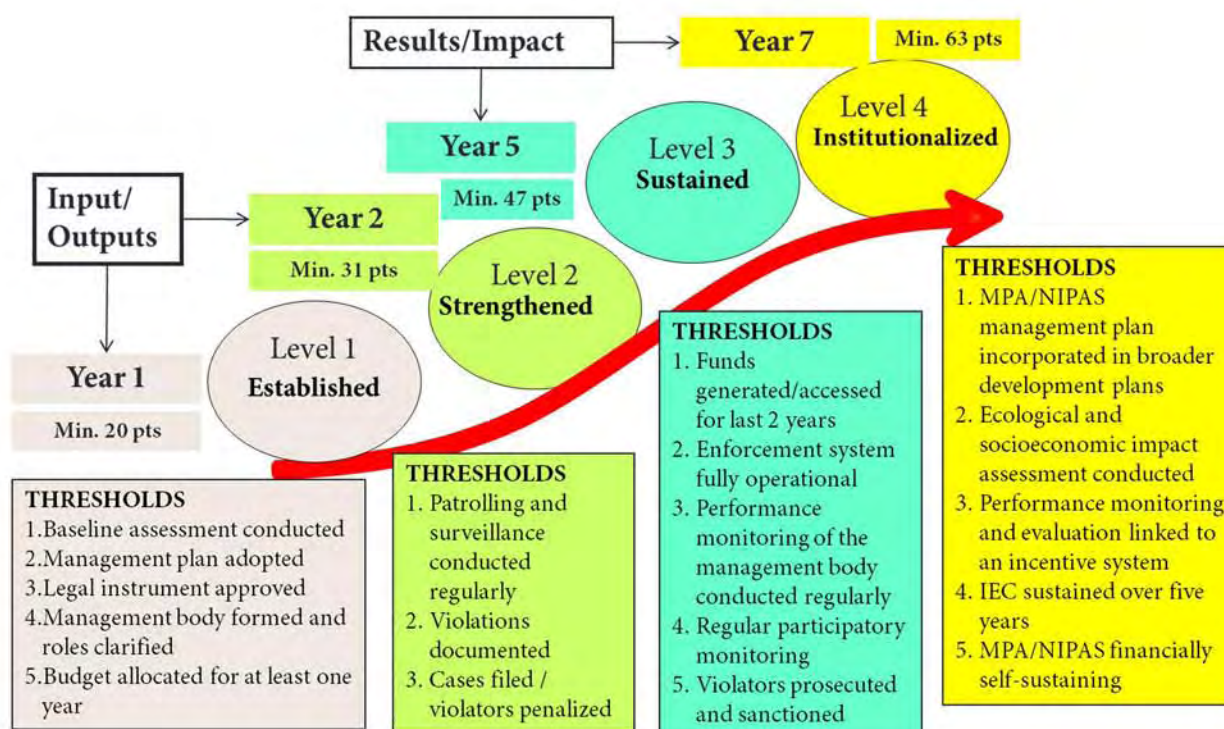 Results/Impact
Year 7
Min. 63 pts
Level 4
Institutionalized
Year 5
Min. 47 pts
Level 3
Sustained
Input/
Outputs
Year 2
Min. 31 pts
Level 2
Strengthened
Year 1
Min. 20 pts
Level 1
Established
THRESHOLDS
1.Baseline assessment conducted
2.Management plan adopted
3.Legal instrument approved
4.Management body formed and
roles clarified
5.Budget allocated for at least one
year
THRESHOLDS
1. Patrolling and
surveillance
conducted
regularly
2. Violations
documented
3. Cases filed /
violators penalized
THRESHOLDS
1. Funds
generated/accessed
for last 2 years
2. Enforcement system
fully operational
3. Performance
monitoring of the
management body
conducted regularly
4. Regular participatory
monitoring
5. Violators prosecuted
and sanctioned
THRESHOLDS
1. MPA/NIPAS
management plan
incorporated in broader
development plans
2. Ecological and
socioeconomic impact
assessment conducted
3. Performance monitoring
and evaluation linked to
an incentive system
4. IEC sustained over five
years
5. MPA/NIPAS financially
self-sustaining